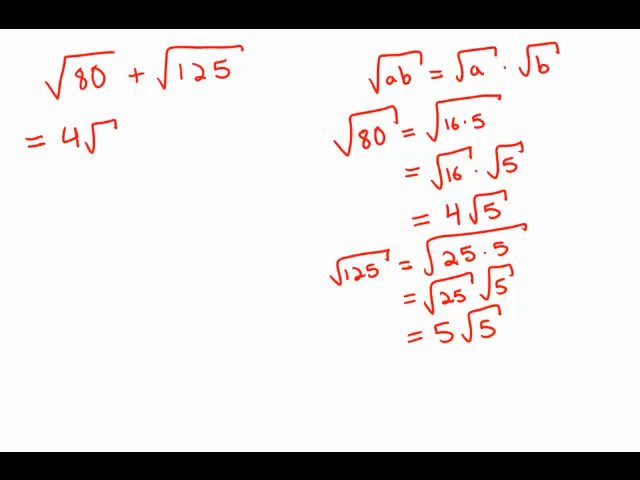 √80 + √125
= 4√
√ab = √a · √b
√80 = √16·5
= √16 · √5
= 4√5
√125 = √25·5
= √25 √5
= 5√5